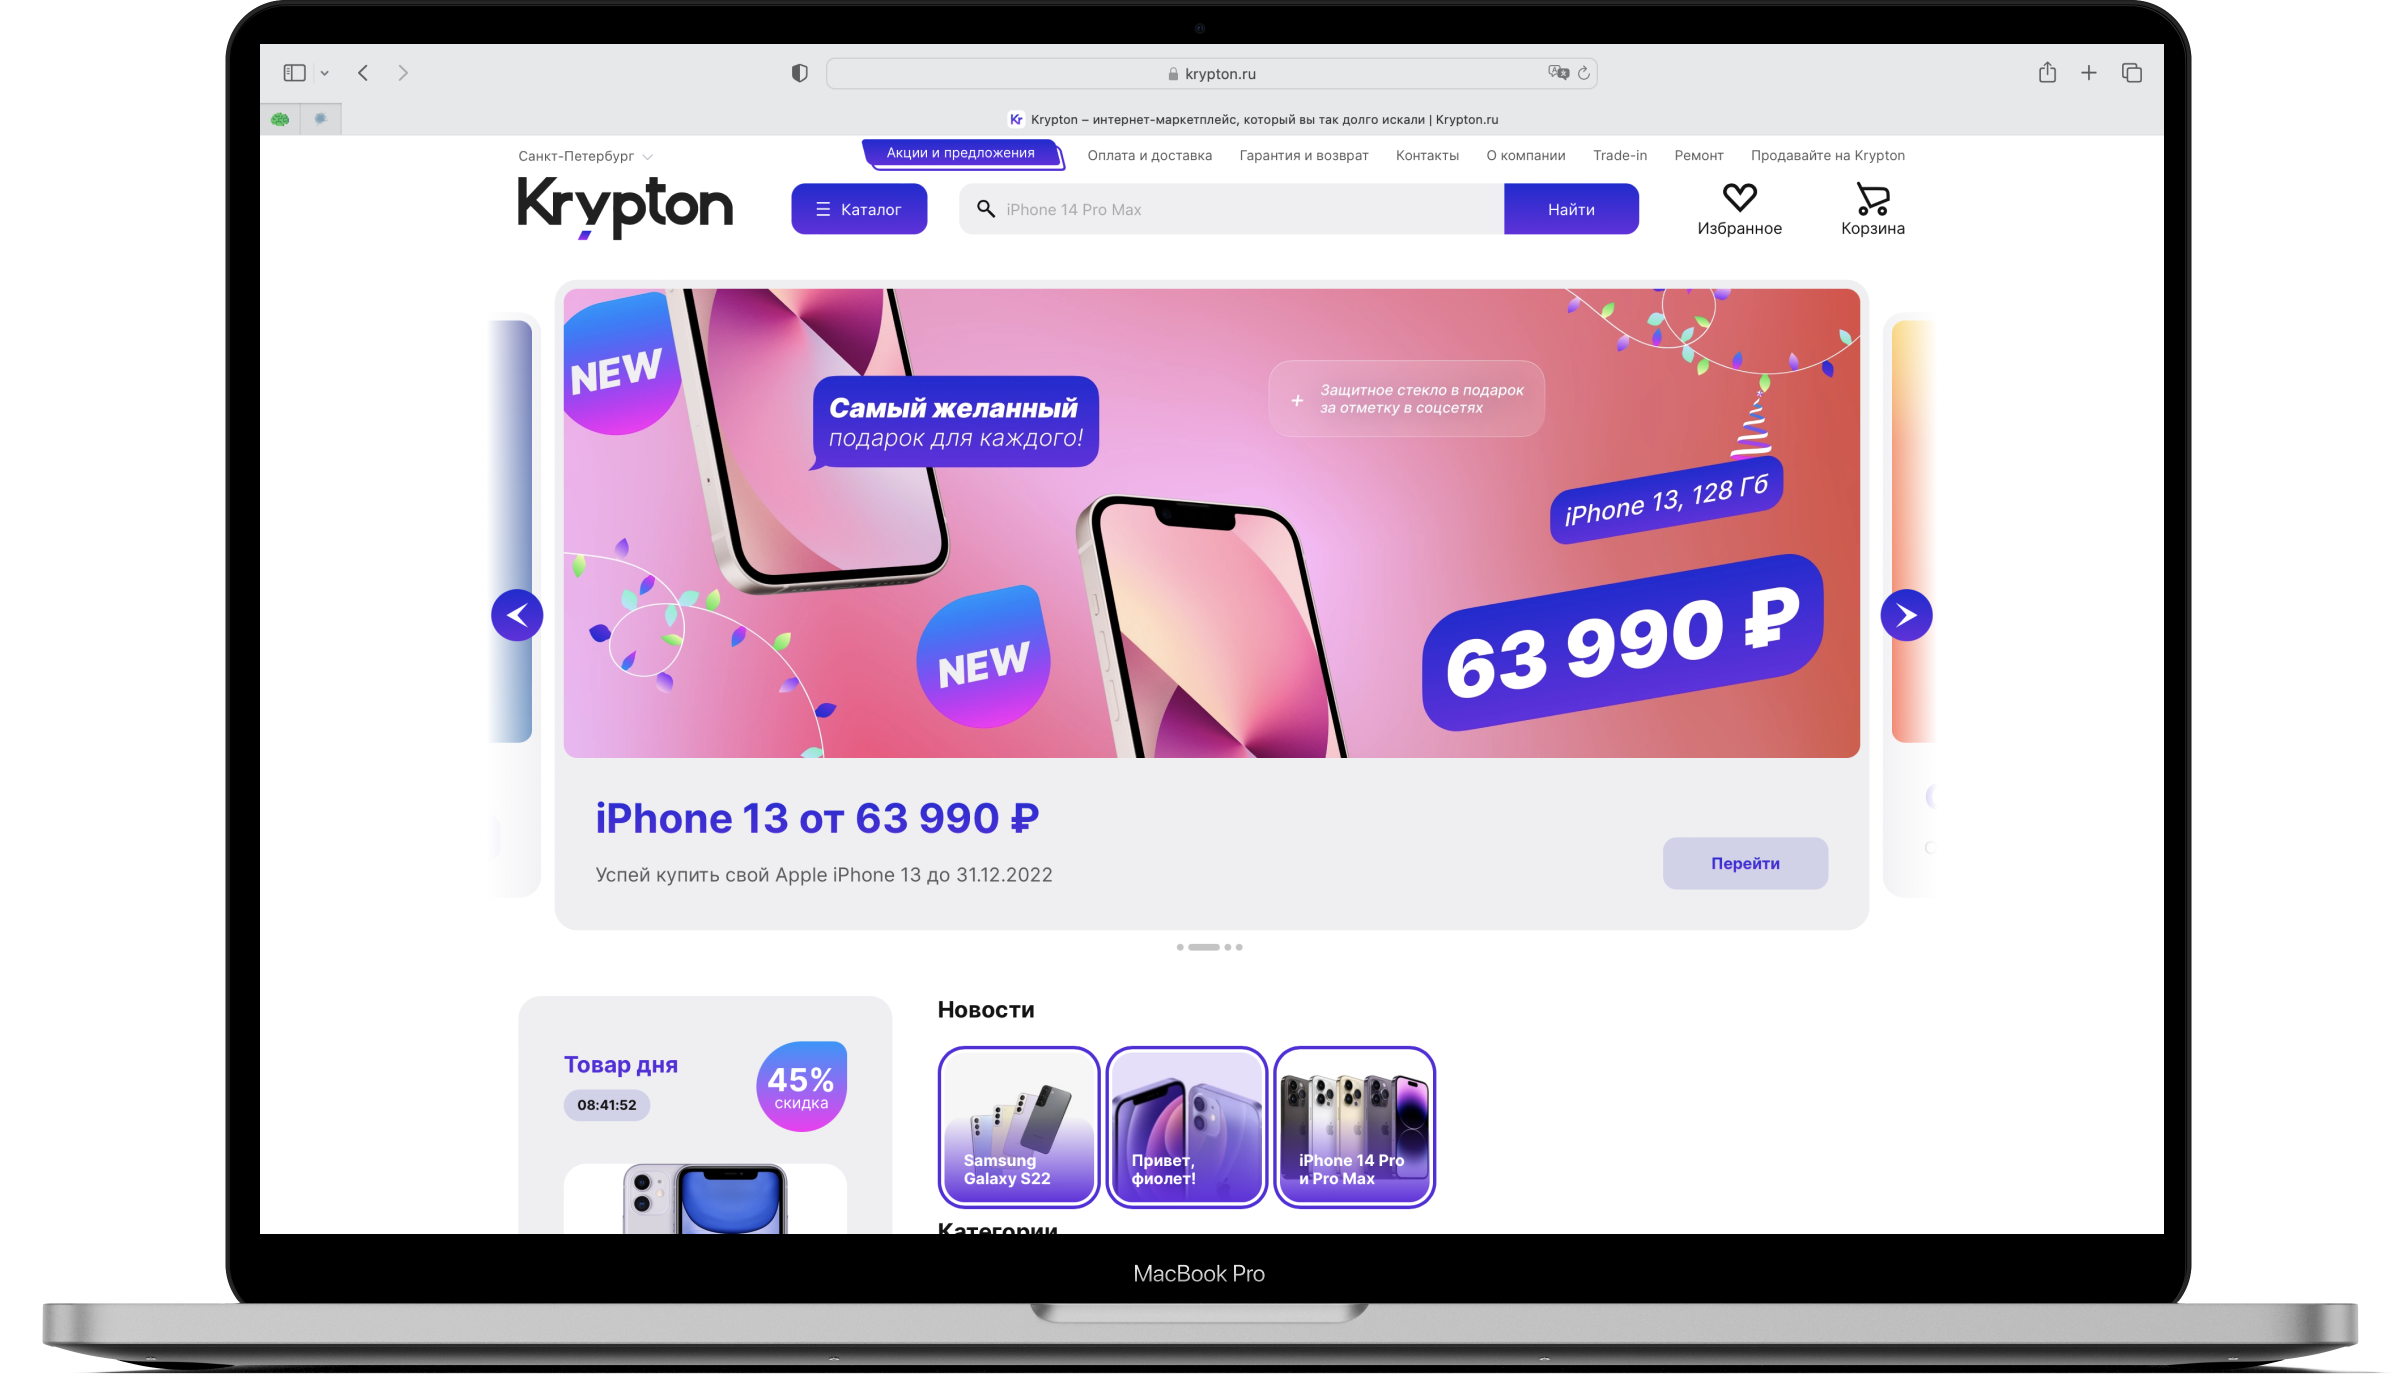 krypton.ru
Kr Krypton – интернет-маркетплейс, который вы так долго искали | Krypton.ru
Санкт-Петербург
Акции и предложения
Оплата и доставка
Гарантия и возврат
Контакты
О компании
Trade-in
Ремонт
Продавайте на Krypton
Krypton
Каталог
iPhone 14 Pro Max
Найти
Избранное
Корзина
NEW
Самый желанный
подарок для каждого!
+ Защитное стекло в подарок
за отметку в соцсетях
iPhone 13, 128 Гб
63 990 ₽
NEW
iPhone 13 от 63 990 ₽
Успей купить свой Apple iPhone 13 до 31.12.2022
Перейти
Товар дня
08:41:52
45%
скидка
Новости
Samsung
Galaxy S22
Привет,
фиолет!
iPhone 14 Pro
и Pro Max
Категории
MacBook Pro